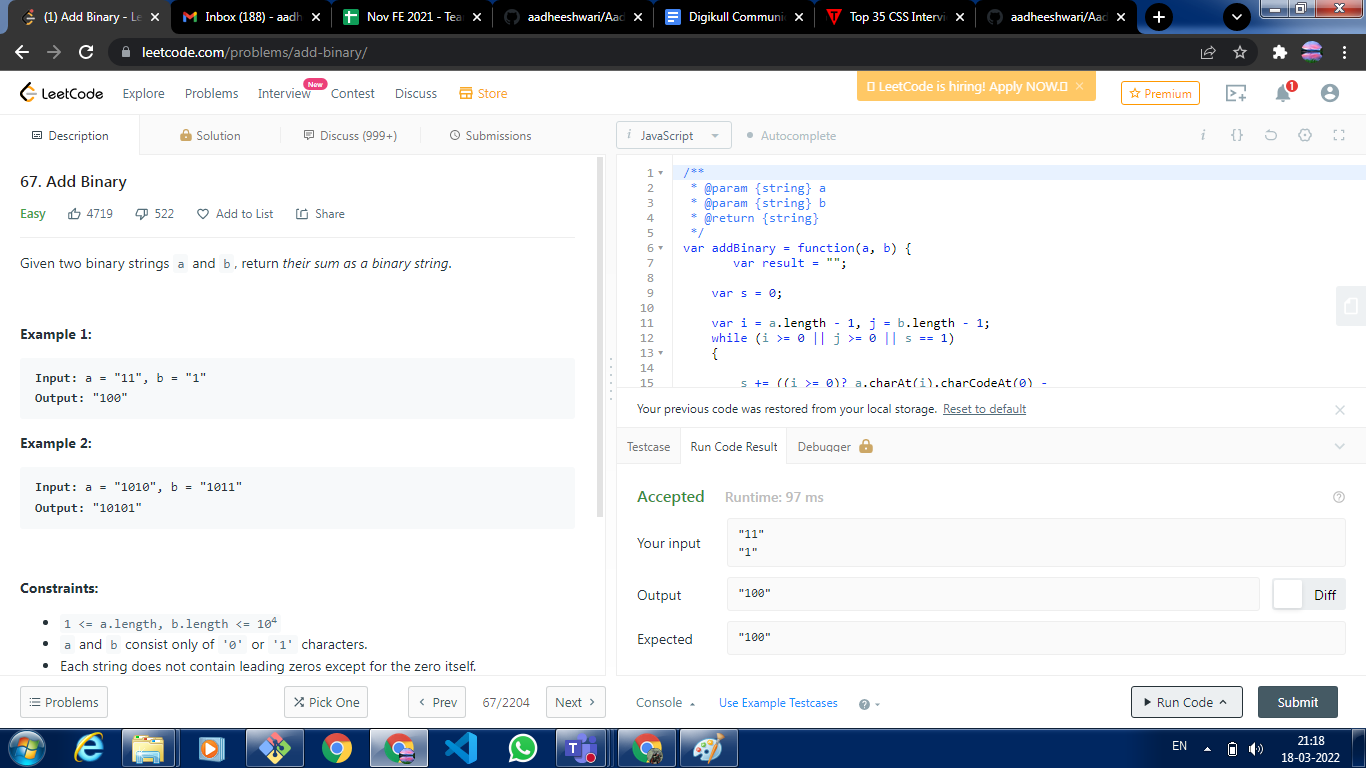 (1) Add Binary - Le
Inbox (188) - aadh
Nov FE 2021 - Tea
aadheeshwari/Aad
Digikull Communi
Top 35 CSS Intervi
aadheeshwari/Aad
leetcode.com/problems/add-binary/
LeetCode
Explore
Problems
Interview
New
Contest
Discuss
Store
LeetCode is hiring! Apply NOW.
Premium
1
Description
Solution
Discuss (999+)
Submissions
i JavaScript
Autocomplete
67. Add Binary
Easy 4719 522 Add to List Share
Given two binary strings a and b, return their sum as a binary string.
Example 1:
Input: a = "11", b = "1"
Output: "100"
Example 2:
Input: a = "1010", b = "1011"
Output: "10101"
Constraints:
1 <= a.length, b.length <= 10⁴
a and b consist only of '0' or '1' characters.
Each string does not contain leading zeros except for the zero itself.
Problems
Pick One
Prev
67/2204
Next
1 /**
2 * @param {string} a
3 * @param {string} b
4 * @return {string}
5 */
6 var addBinary = function(a, b) {
7 var result = "";
8
9 var s = 0;
10
11 var i = a.length - 1, j = b.length - 1;
12 while (i >= 0 || j >= 0 || s == 1)
13 {
14
15 s += ((i >= 0)? a.charAt(i).charCodeAt(0) -
Your previous code was restored from your local storage. Reset to default
Testcase
Run Code Result
Debugger
Accepted Runtime: 97 ms
Your input
"11"
"1"
Output
"100"
Diff
Expected
"100"
Console
Use Example Testcases
Run Code
Submit
EN
21:18
18-03-2022